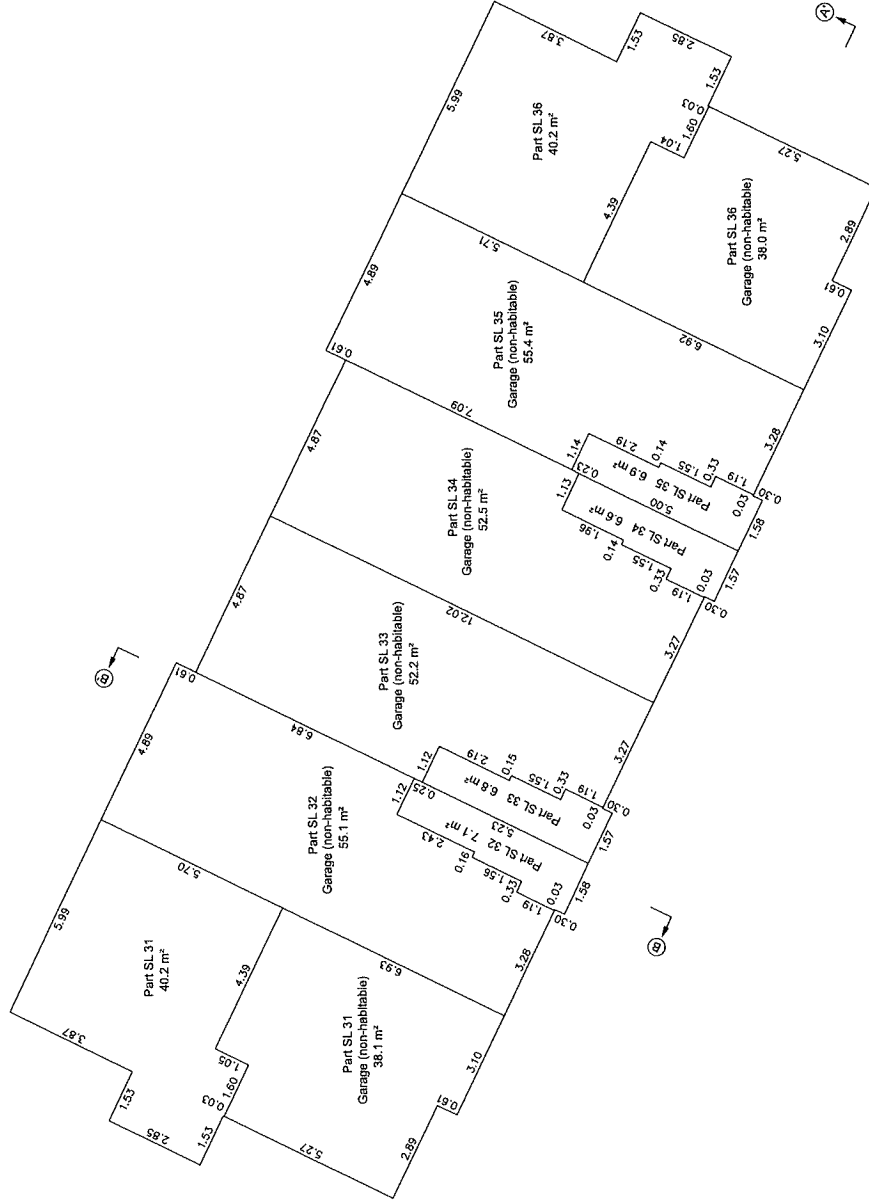 A'
5.99
3.87
1.53
2.85
1.53
0.03
1.60
1.04
4.39
Part SL 36
40.2 m²
5.27
2.89
0.61
3.10
Part SL 36
Garage (non-habitable)
38.0 m²
4.89
0.61
5.71
6.92
Part SL 35
Garage (non-habitable)
55.4 m²
7.09
3.28
1.14
2.19
0.14
1.55
0.33
1.19
0.30
0.03
1.58
Part SL 35 6.9 m²
0.23
5.00
4.87
Part SL 34
Garage (non-habitable)
52.5 m²
1.13
1.96
0.14
1.55
0.33
1.19
0.03
0.30
1.57
Part SL 34 6.6 m²
3.27
12.02
4.87
Part SL 33
Garage (non-habitable)
52.2 m²
3.27
B'
0.61
6.84
1.12
2.19
0.15
1.55
0.33
1.19
0.30
0.03
1.57
Part SL 33 6.8 m²
0.25
5.23
4.89
Part SL 32
Garage (non-habitable)
55.1 m²
1.12
2.43
0.16
1.56
0.33
1.19
0.03
0.30
1.58
Part SL 32 7.1 m²
3.28
B
5.70
6.93
5.99
Part SL 31
40.2 m²
3.87
1.53
2.85
1.53
0.03
1.60
1.05
4.39
Part SL 31
Garage (non-habitable)
38.1 m²
5.27
2.89
0.61
3.10